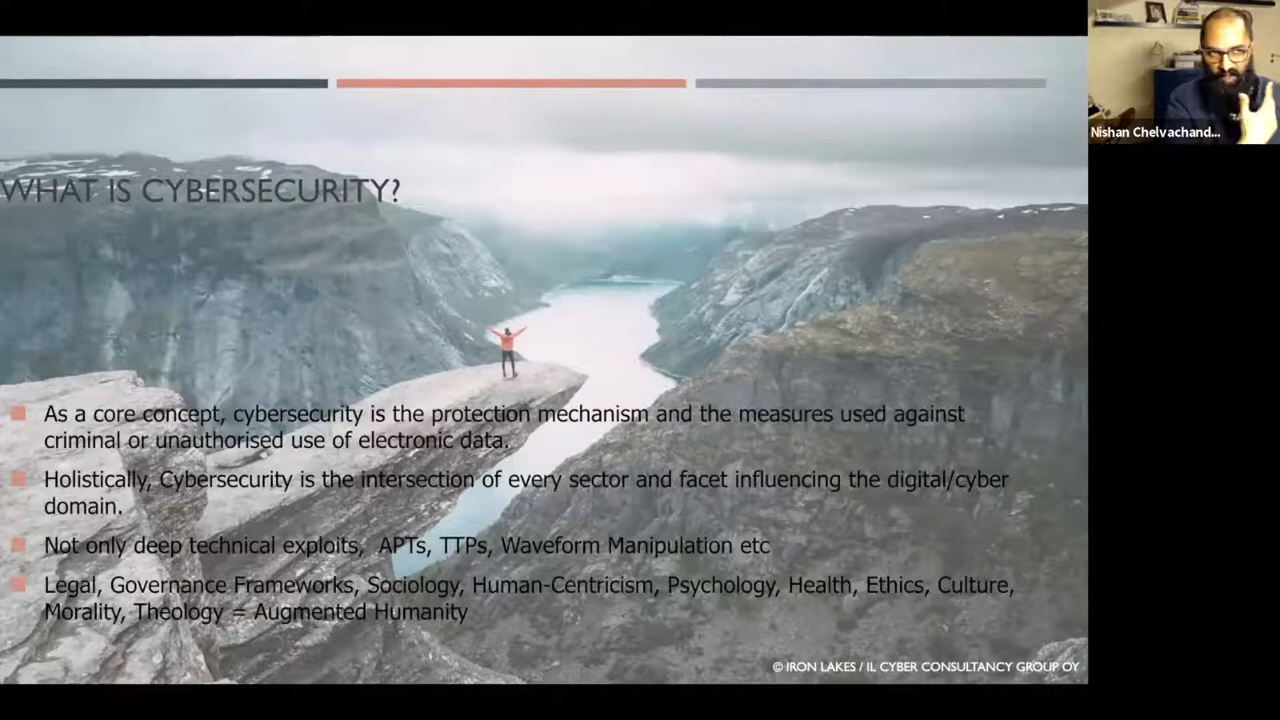 WHAT IS CYBERSECURITY?
As a core concept, cybersecurity is the protection mechanism and the measures used against
criminal or unauthorised use of electronic data.
Holistically, Cybersecurity is the intersection of every sector and facet influencing the digital/cyber
domain.
Not only deep technical exploits, APTs, TTPs, Waveform Manipulation etc
Legal, Governance Frameworks, Sociology, Human-Centricism, Psychology, Health, Ethics, Culture,
Morality, Theology = Augmented Humanity
© IRON LAKES / IL CYBER CONSULTANCY GROUP OY
Nishan Chelvachand...